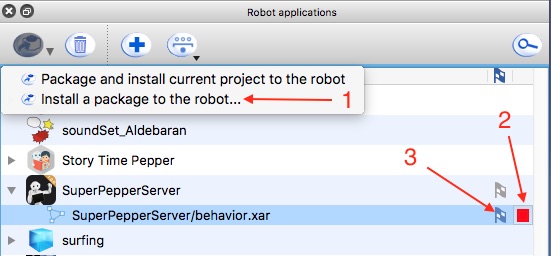 Robot applications
Package and install current project to the robot
Install a package to the robot...
1
2
soundSet_Aldebaran
3
Story Time Pepper
SuperPepperServer
SuperPepperServer/behavior.xar
surfing